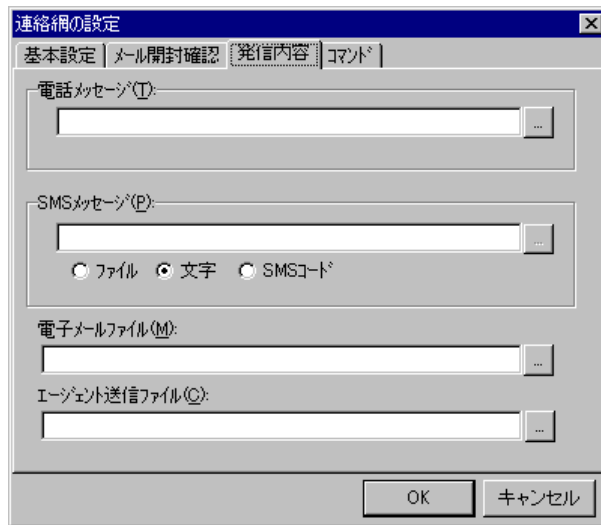 連絡網の設定
基本設定 ﾒｰﾙ開封確認 発信内容 ｺﾏﾝﾄﾞ
電話ﾒｯｾｰｼﾞ(T):
...
SMSﾒｯｾｰｼﾞ(P):
...
ﾌｧｲﾙ 文字 SMSｺｰﾄﾞ
電子ﾒｰﾙﾌｧｲﾙ(M):
...
ｴｰｼﾞｪﾝﾄ送信ﾌｧｲﾙ(C):
...
OK キャンセル